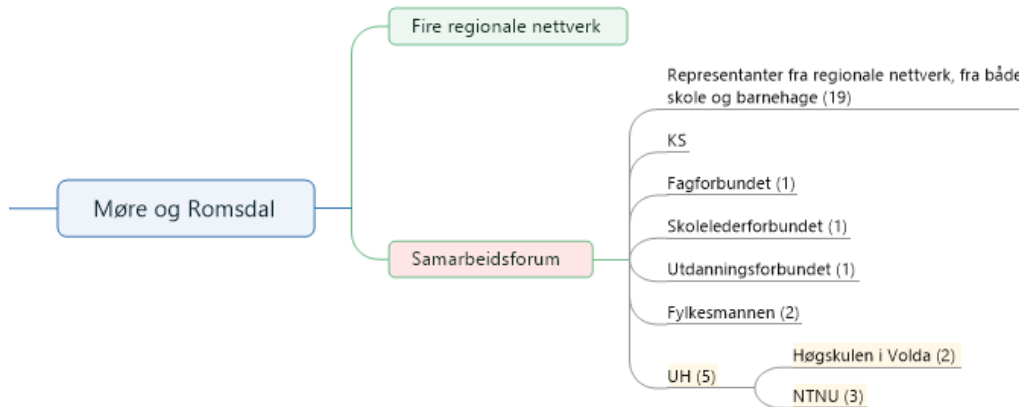 Fire regionale nettverk
Representanter fra regionale nettverk, fra både
skole og barnehage (19)
KS
Fagforbundet (1)
Møre og Romsdal
Skolelederforbundet (1)
Samarbeidsforum
Utdanningsforbundet (1)
Fylkesmannen (2)
Høgskulen i Volda (2)
UH (5)
NTNU (3)